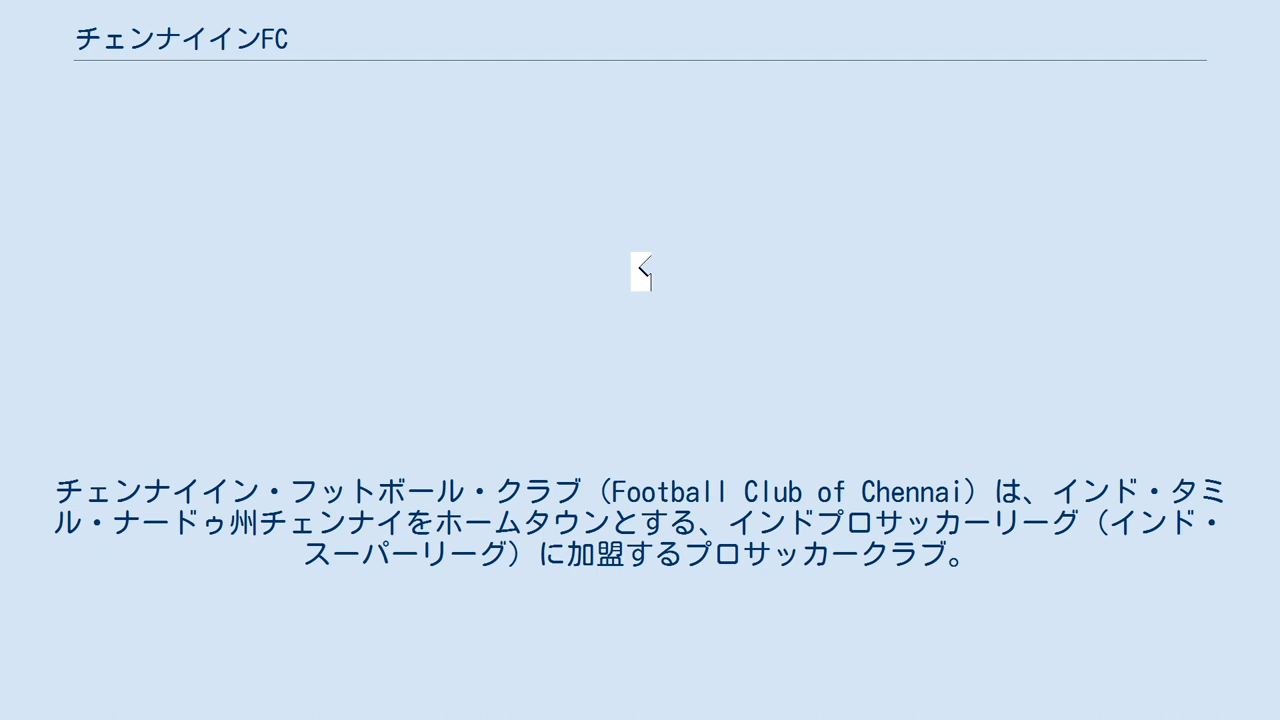 チェンナイインFC
チェンナイイン・フットボール・クラブ（Football Club of Chennai）は、インド・タミ
ル・ナードゥ州チェンナイをホームタウンとする、インドプロサッカーリーグ（インド・
スーパーリーグ）に加盟するプロサッカークラブ。